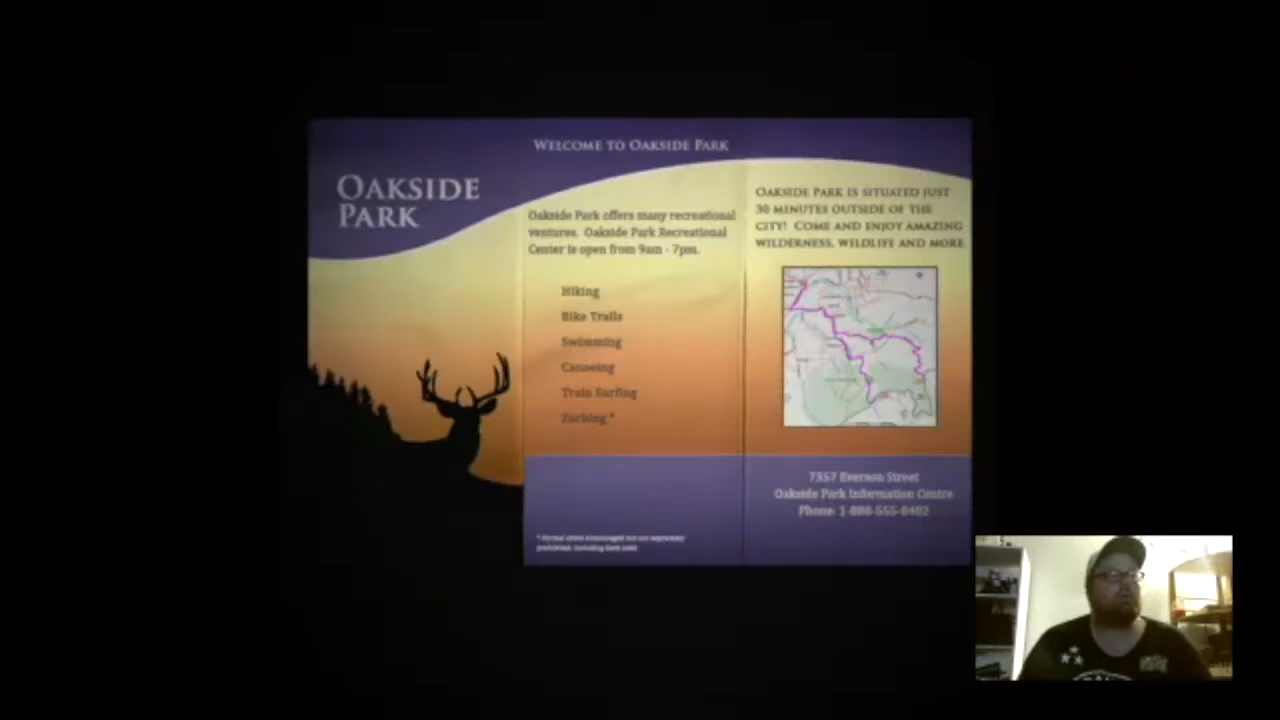 WELCOME TO OAKSIDE PARK
OAKSIDE
PARK
Oakside Park offers many recreational
ventures. Oakside Park Recreational
Center is open from 9am - 7pm.
Hiking
Bike Trails
Swimming
Canoeing
Train Surfing
Zorking *
OAKSIDE PARK IS SITUATED JUST
30 MINUTES OUTSIDE OF THE
CITY! COME AND ENJOY AMAZING
WILDERNESS, WILDLIFE AND MORE.
7357 Everson Street
Oakside Park Information Centre
Phone: 1-888-555-8402